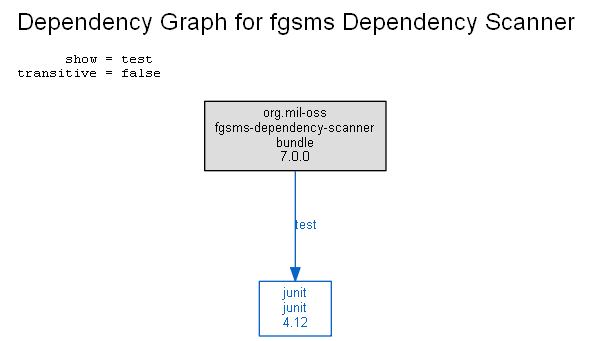 Dependency Graph for fgsms Dependency Scanner
show = test
transitive = false
org.mil-oss
fgsms-dependency-scanner
bundle
7.0.0
test
junit
junit
4.12